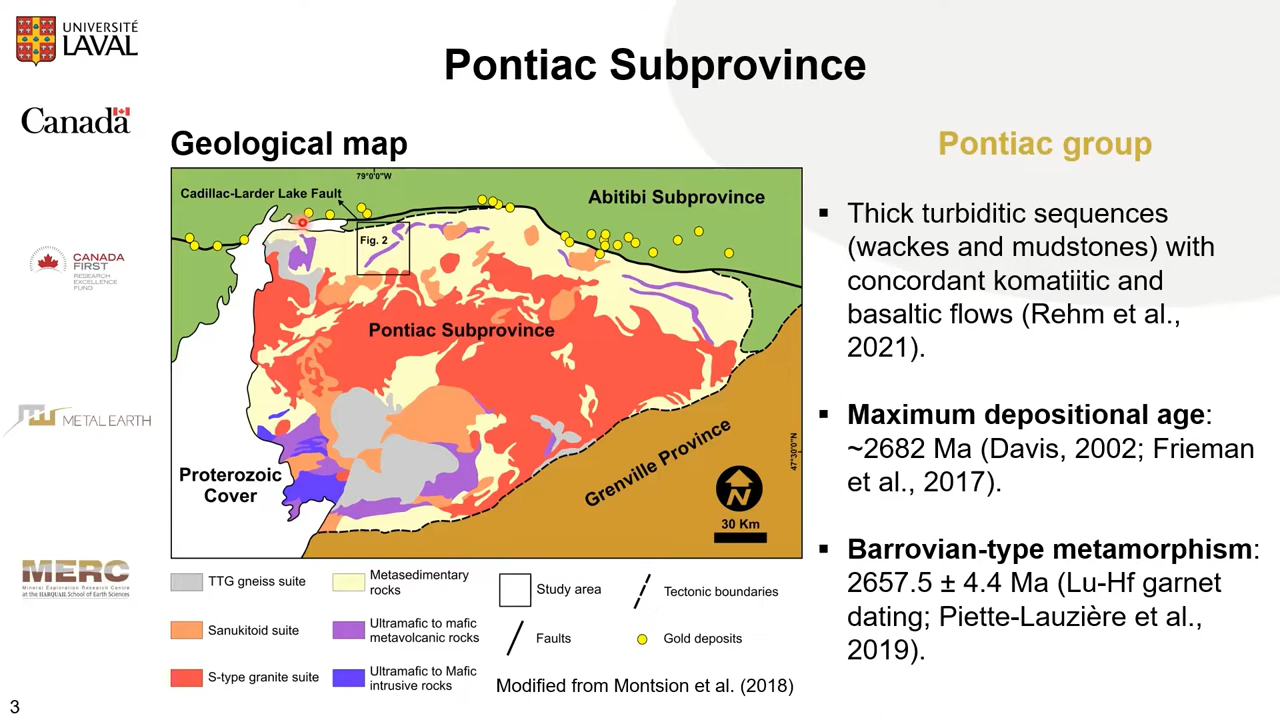 UNIVERSITÉ
LAVAL
Pontiac Subprovince
Canada
CANADA
FIRST
RESEARCH
EXCELLENCE
FUND
METAL EARTH
MERC
Mineral Exploration Research Centre
at the HARQUAIL School of Earth Sciences
Geological map
79°0'0"W
Cadillac-Larder Lake Fault
Abitibi Subprovince
Fig. 2
Pontiac Subprovince
Proterozoic
Cover
Grenville Province
47°30'0"N
N
30 Km
TTG gneiss suite
Metasedimentary
rocks
Study area
Tectonic boundaries
Sanukitoid suite
Ultramafic to mafic
metavolcanic rocks
Faults
Gold deposits
S-type granite suite
Ultramafic to Mafic
intrusive rocks
Modified from Montsion et al. (2018)
Pontiac group
▪ Thick turbiditic sequences
(wackes and mudstones) with
concordant komatiitic and
basaltic flows (Rehm et al.,
2021).
▪ Maximum depositional age:
~2682 Ma (Davis, 2002; Frieman
et al., 2017).
▪ Barrovian-type metamorphism:
2657.5 ± 4.4 Ma (Lu-Hf garnet
dating; Piette-Lauzière et al.,
2019).
3